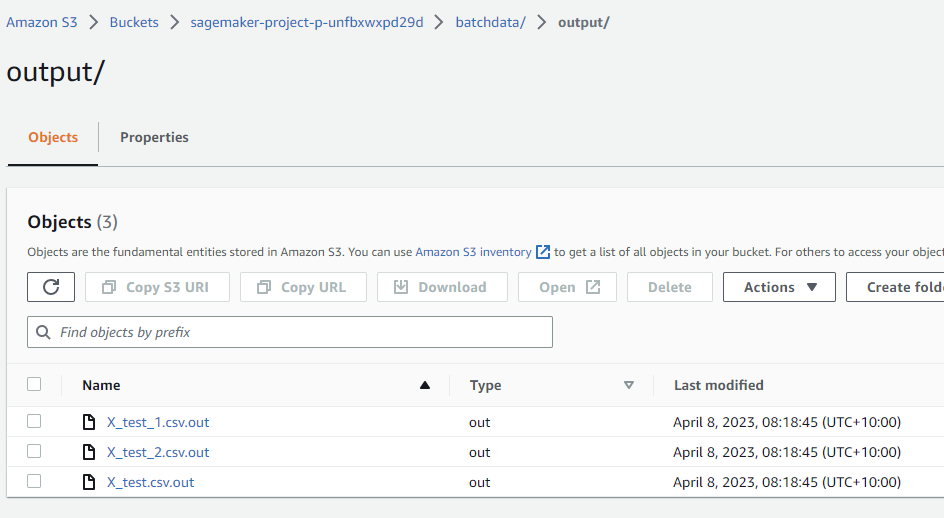 Amazon S3 > Buckets > sagemaker-project-p-unfbxwxpd29d > batchdata/ > output/
output/
Objects Properties
Objects (3)
Objects are the fundamental entities stored in Amazon S3. You can use Amazon S3 inventory to get a list of all objects in your bucket. For others to access your object
Copy S3 URI Copy URL Download Open Delete Actions Create folde
Find objects by prefix
Name Type Last modified
X_test_1.csv.out out April 8, 2023, 08:18:45 (UTC+10:00)
X_test_2.csv.out out April 8, 2023, 08:18:45 (UTC+10:00)
X_test.csv.out out April 8, 2023, 08:18:45 (UTC+10:00)